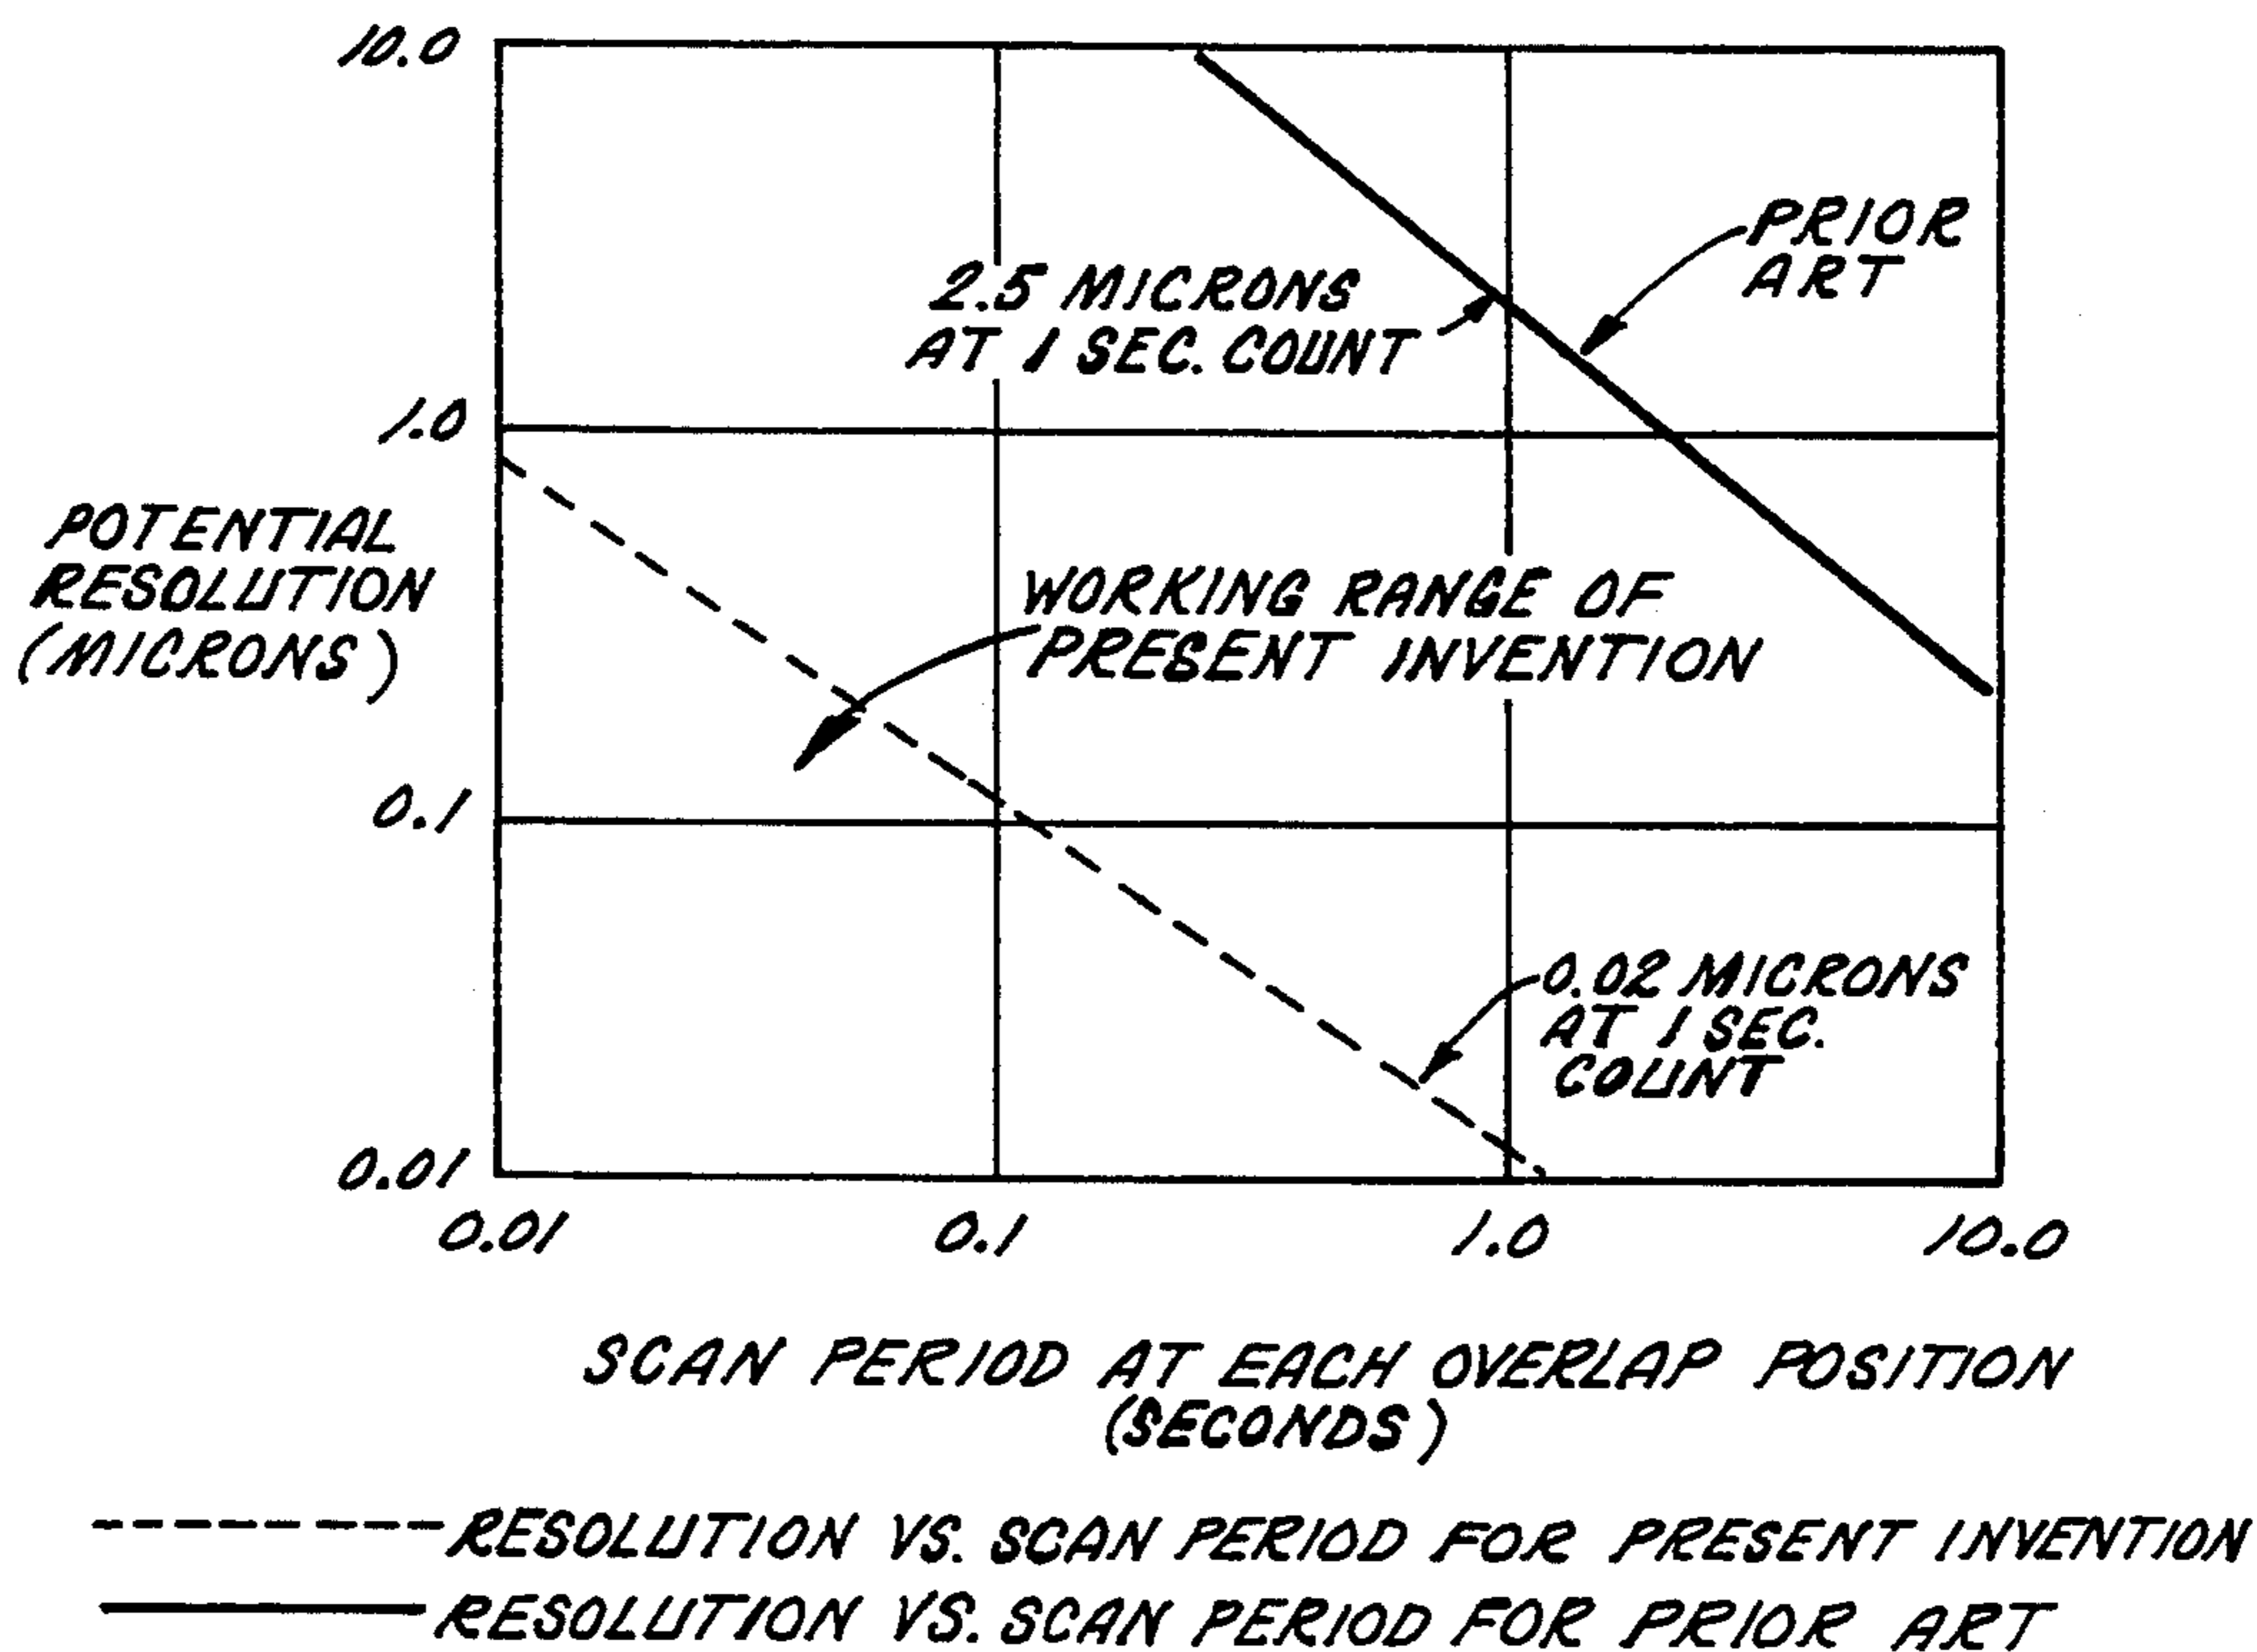 10.0
PRIOR
ART
2.5 MICRONS
AT 1 SEC. COUNT
1.0
POTENTIAL
RESOLUTION
(MICRONS)
WORKING RANGE OF
PRESENT INVENTION
0.1
0.02 MICRONS
AT 1 SEC.
COUNT
0.01
0.01 0.1 1.0 10.0
SCAN PERIOD AT EACH OVERLAP POSITION
(SECONDS)
RESOLUTION VS. SCAN PERIOD FOR PRESENT INVENTION
RESOLUTION VS. SCAN PERIOD FOR PRIOR ART